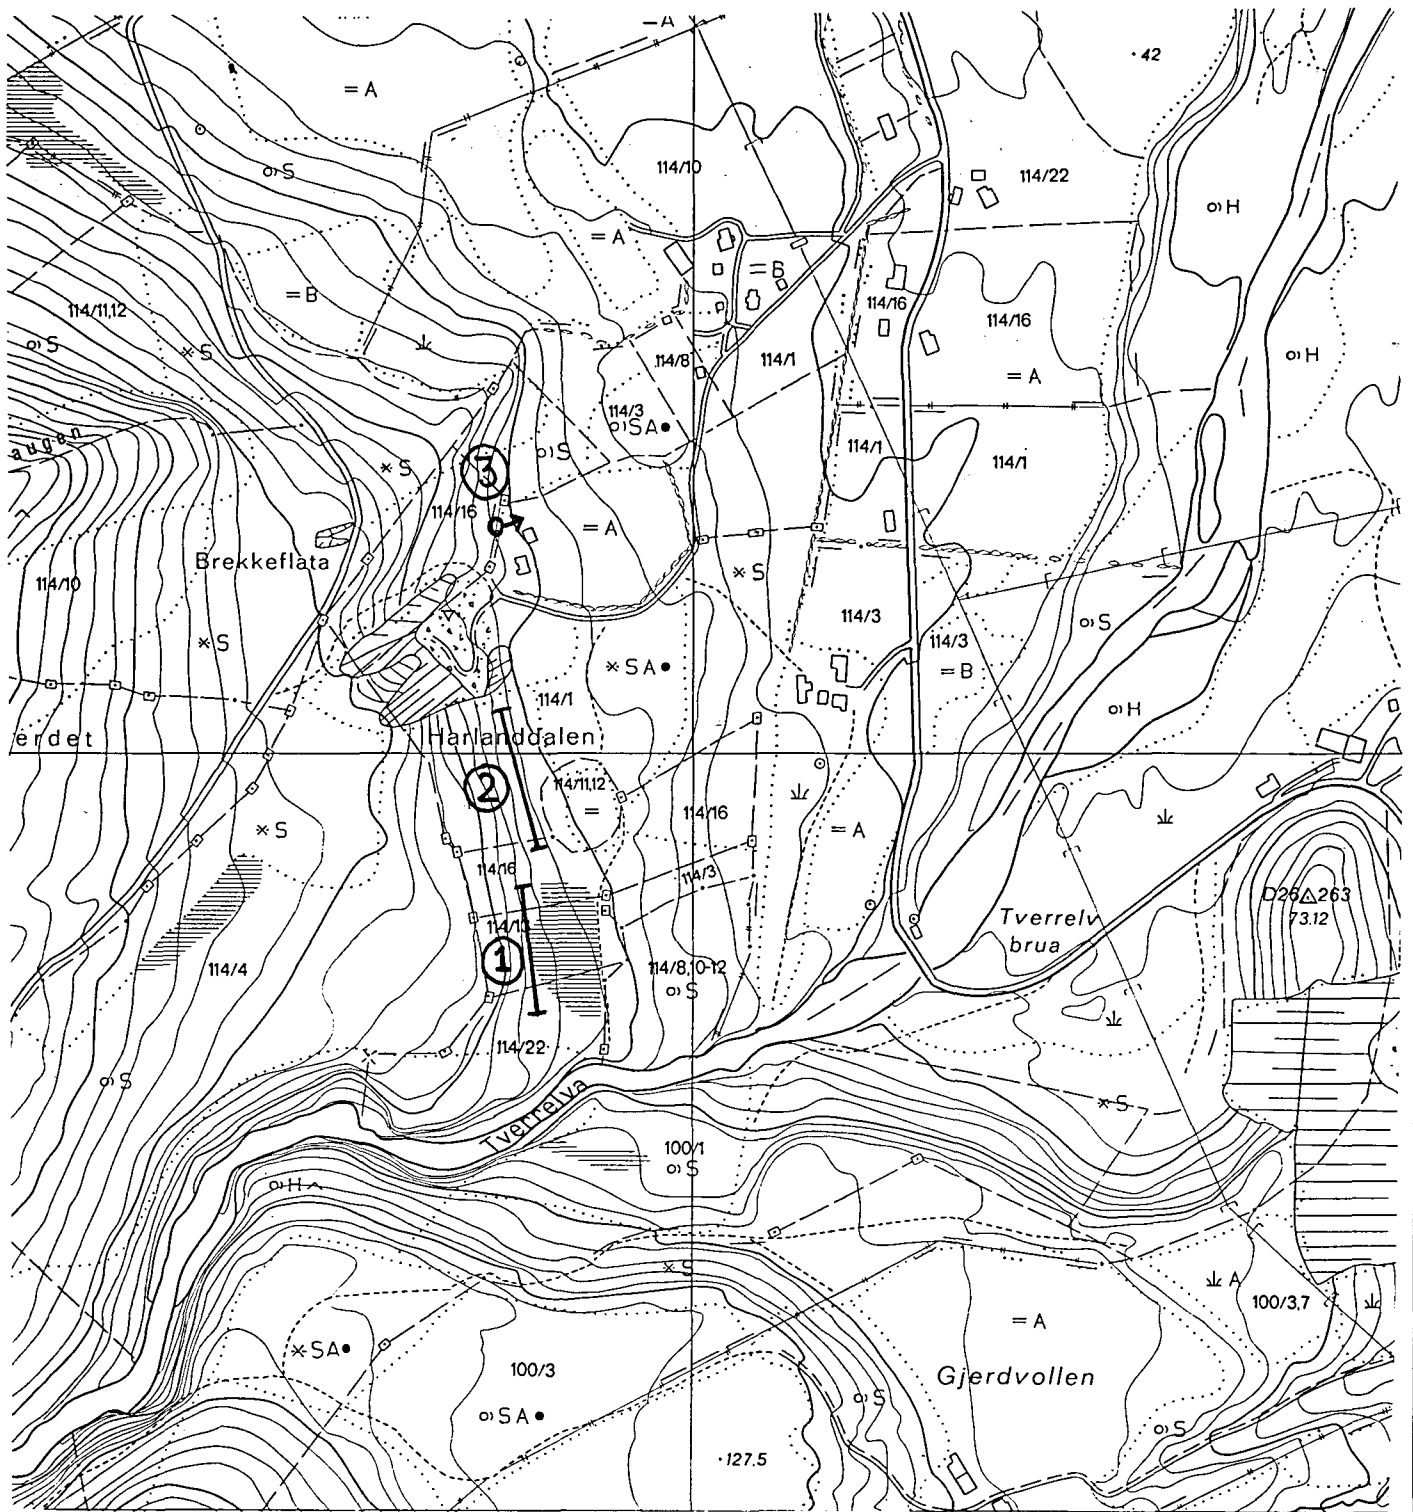 = A
= A
· 42
S
114/10
114/22
H
= A
= B
= B
114/11,12
114/16
114/16
S
S
114/8
114/1
H
= A
114/3
SA
augen
S
S
114/1
114/1
3
114/16
= A
Brekkeflata
114/10
S
114/3
114/3
S
S
SA
= B
114/1
H
erdet
Harlanddalen
2
114/11,12
=
114/16
S
= A
114/16
114/3
D26 263
73.12
Tverrelv
brua
114/13
1
114/4
114/8,10-12
S
114/22
S
Tverrelva
S
100/1
S
H
S
A
100/3,7
= A
SA
100/3
Gjerdvollen
S
SA
S
· 127.5